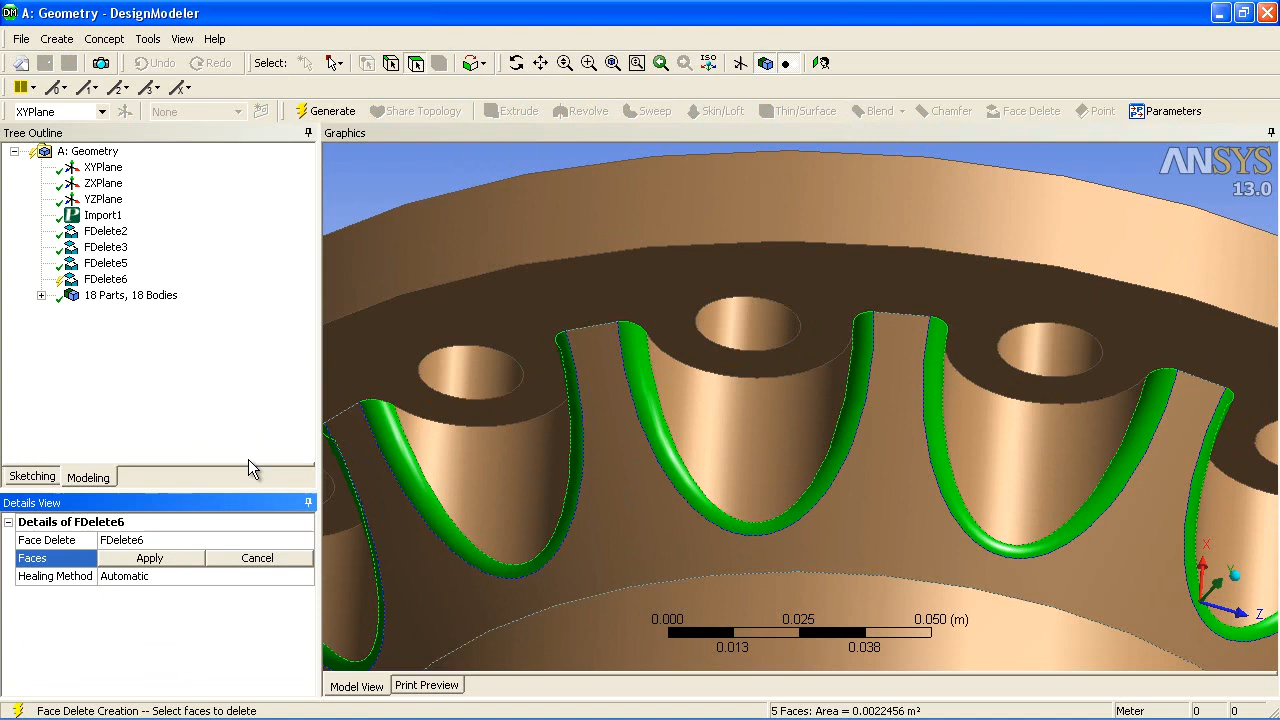 A: Geometry - DesignModeler
File Create Concept Tools View Help
Undo Redo Select: ISO
XYPlane None Generate Share Topology Extrude Revolve Sweep Skin/Loft Thin/Surface Blend Chamfer Face Delete Point Parameters
Tree Outline
A: Geometry
XYPlane
ZXPlane
YZPlane
Import1
FDelete2
FDelete3
FDelete5
FDelete6
18 Parts, 18 Bodies
Sketching Modeling
Details View
Details of FDelete6
Face Delete FDelete6
Faces Apply Cancel
Healing Method Automatic
Graphics
ANSYS
13.0
X
Y
Z
0.000 0.025 0.050 (m)
0.013 0.038
Model View Print Preview
Face Delete Creation -- Select faces to delete 5 Faces: Area = 0.0022456 m² Meter 0 0